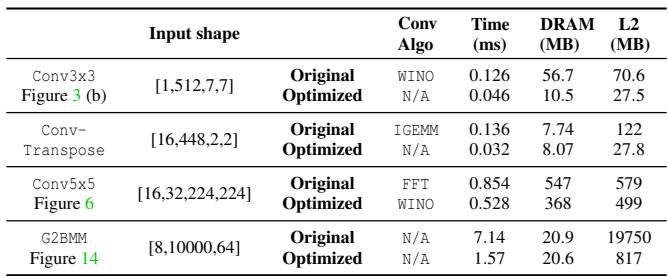 Input shape Conv Algo Time (ms) DRAM (MB) L2 (MB)
Conv3x3 Figure 3 (b) [1,512,7,7] Original WINO 0.126 56.7 70.6
Optimized N/A 0.046 10.5 27.5
Conv-Transpose [16,448,2,2] Original IGEMM 0.136 7.74 122
Optimized N/A 0.032 8.07 27.8
Conv5x5 Figure 6 [16,32,224,224] Original FFT 0.854 547 579
Optimized WINO 0.528 368 499
G2BMM Figure 14 [8,10000,64] Original N/A 7.14 20.9 19750
Optimized N/A 1.57 20.6 817